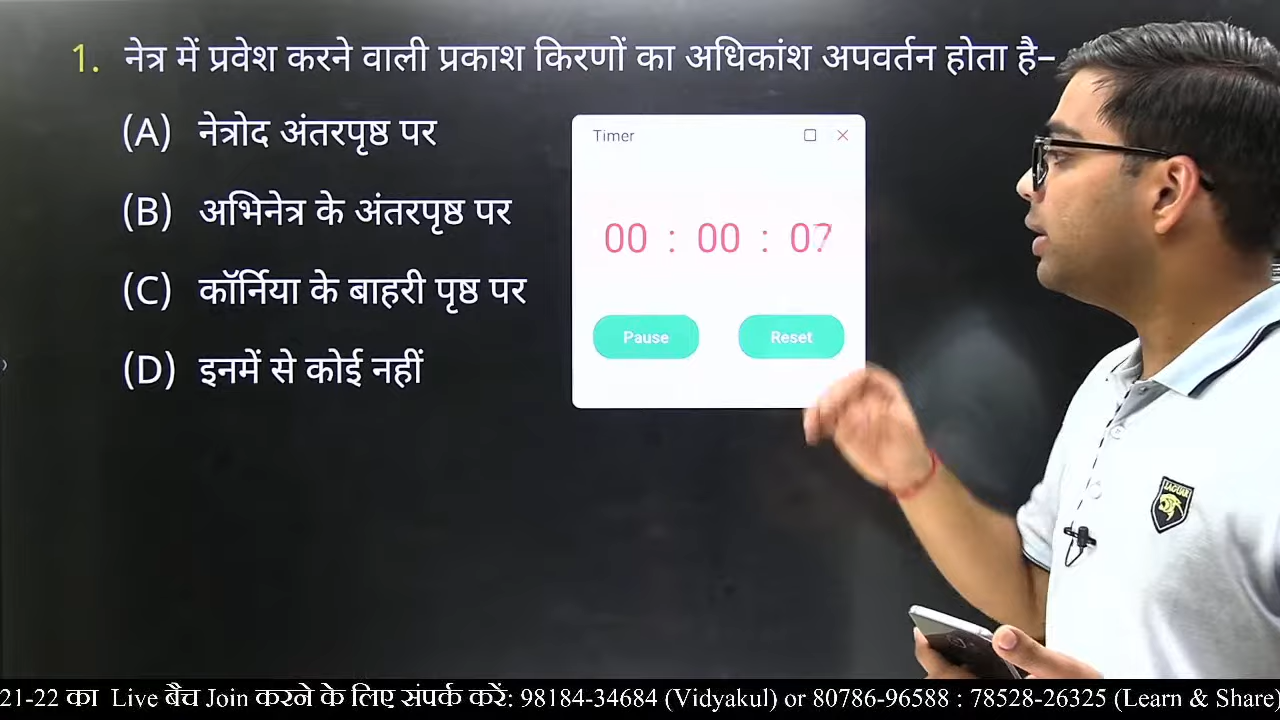 1. नेत्र में प्रवेश करने वाली प्रकाश किरणों का अधिकांश अपवर्तन होता है–
(A) नेत्रोद अंतरपृष्ठ पर
(B) अभिनेत्र के अंतरपृष्ठ पर
(C) कॉर्निया के बाहरी पृष्ठ पर
(D) इनमें से कोई नहीं
Timer
00 : 00 : 07
Pause Reset
JAGUAR
21-22 का Live बैच Join करने के लिए संपर्क करें: 98184-34684 (Vidyakul) or 80786-96588 : 78528-26325 (Learn & Share)